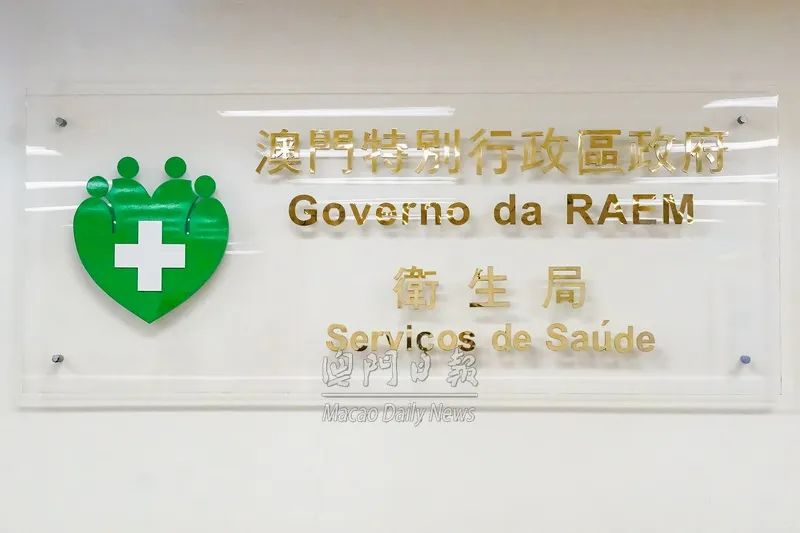 澳門特別行政區政府
Governo da RAEM
衛生局
Serviços de Saúde
澳門日報
Macao Daily News